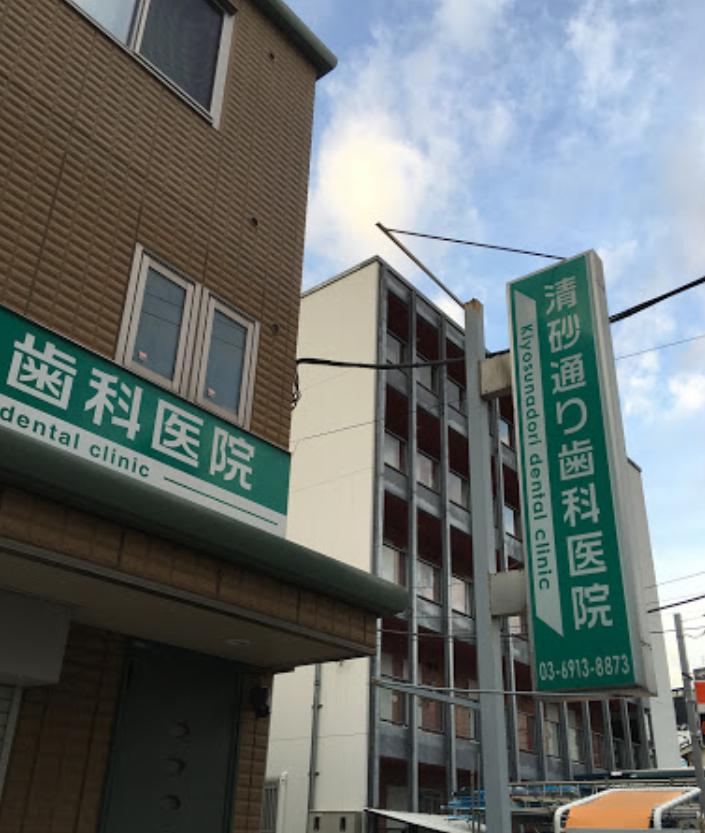 歯科医院
dental clinic
清砂通り歯科医院
Kiyosunadori dental clinic
03-6913-8873